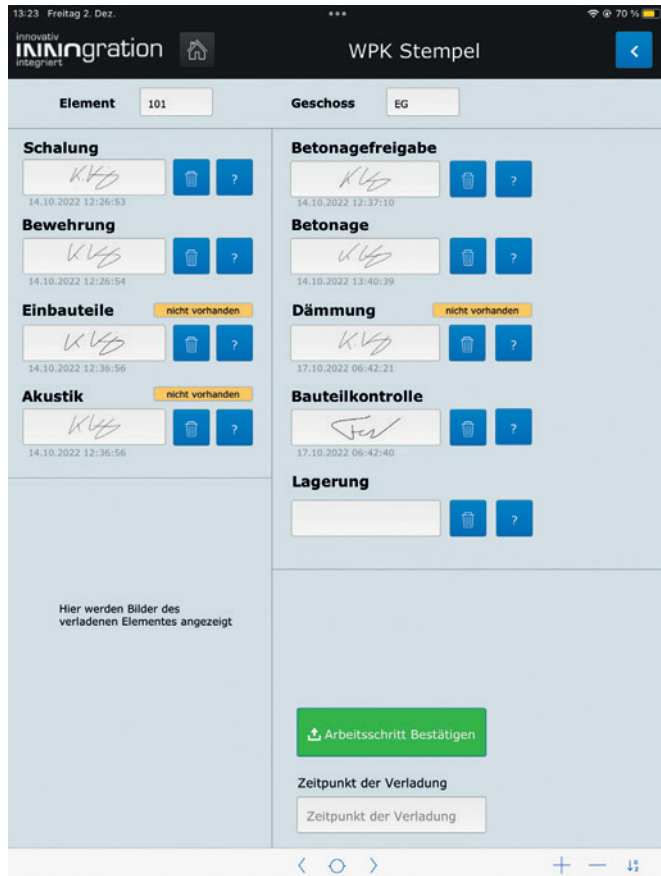 13:23 Freitag 2. Dez.
70 %
innovativ
ngration
integriert
WPK Stempel
Element 101
Geschoss EG
Schalung
?
14.10.2022 12:26:53
Bewehrung
?
14.10.2022 12:26:54
Einbauteile nicht vorhanden
?
14.10.2022 12:36:56
Akustik nicht vorhanden
?
14.10.2022 12:36:56
Hier werden Bilder des
verladenen Elementes angezeigt
Betonagefreigabe
?
14.10.2022 12:37:10
Betonage
?
14.10.2022 13:40:39
Dämmung nicht vorhanden
?
17.10.2022 06:42:21
Bauteilkontrolle
?
17.10.2022 06:42:40
Lagerung
?
Arbeitsschritt Bestätigen
Zeitpunkt der Verladung
Zeitpunkt der Verladung